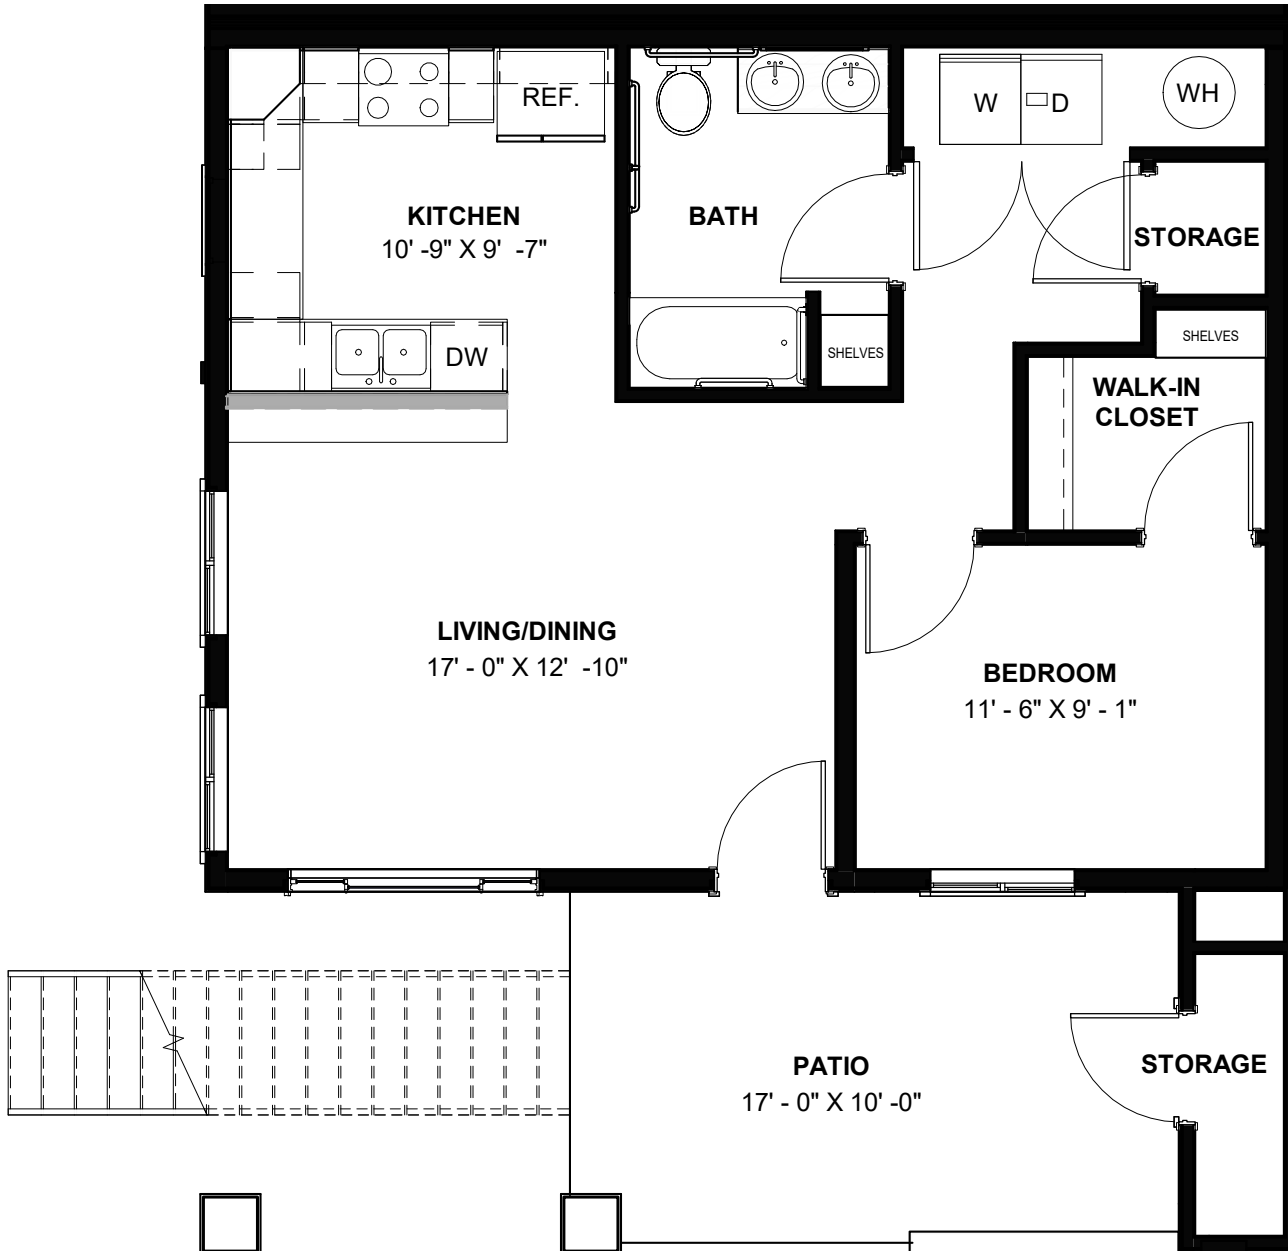 REF.
W
D
WH
KITCHEN
10' -9" X 9' -7"
BATH
STORAGE
DW
SHELVES
SHELVES
WALK-IN
CLOSET
LIVING/DINING
17' - 0" X 12' -10"
BEDROOM
11' - 6" X 9' - 1"
PATIO
17' - 0" X 10' -0"
STORAGE